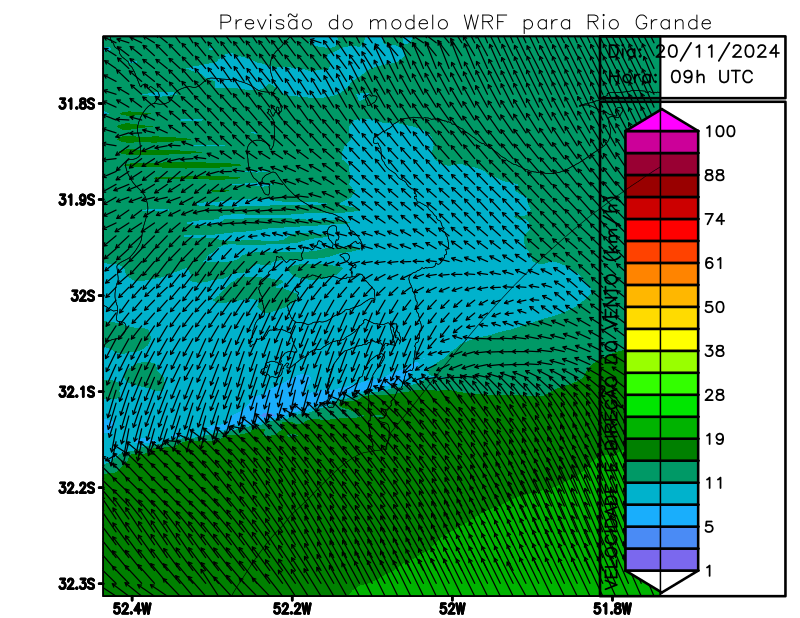 Previsão do modelo WRF para Rio Grande
Dia: 20/11/2024
Hora: 09h UTC
VELOCIDADE E DIREÇÃO DO VENTO (km/h)
100
88
74
61
50
38
28
19
11
5
1
31.8S
31.9S
32S
32.1S
32.2S
32.3S
52.4W
52.2W
52W
51.8W